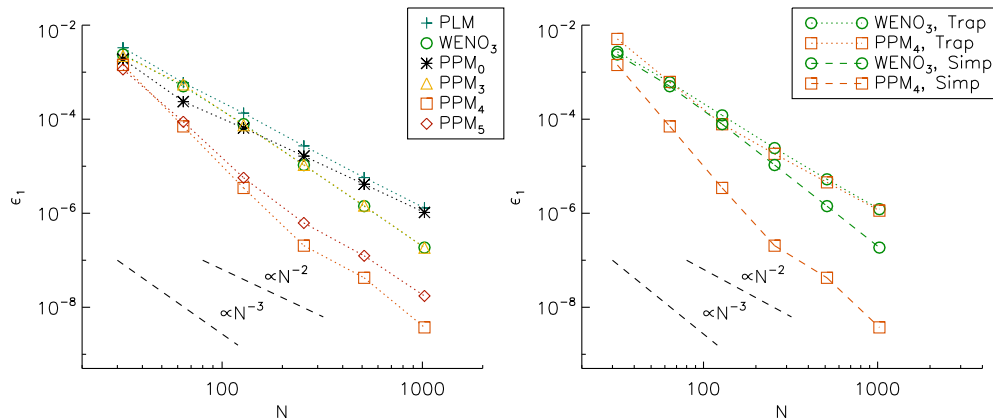 10⁻²
10⁻⁴
10⁻⁶
10⁻⁸
ϵ₁
100
1000
N
PLM
WENO₃
PPM₀
PPM₃
PPM₄
PPM₅
∝N⁻²
∝N⁻³
10⁻²
10⁻⁴
10⁻⁶
10⁻⁸
ϵ₁
100
1000
N
WENO₃, Trap
PPM₄, Trap
WENO₃, Simp
PPM₄, Simp
∝N⁻²
∝N⁻³